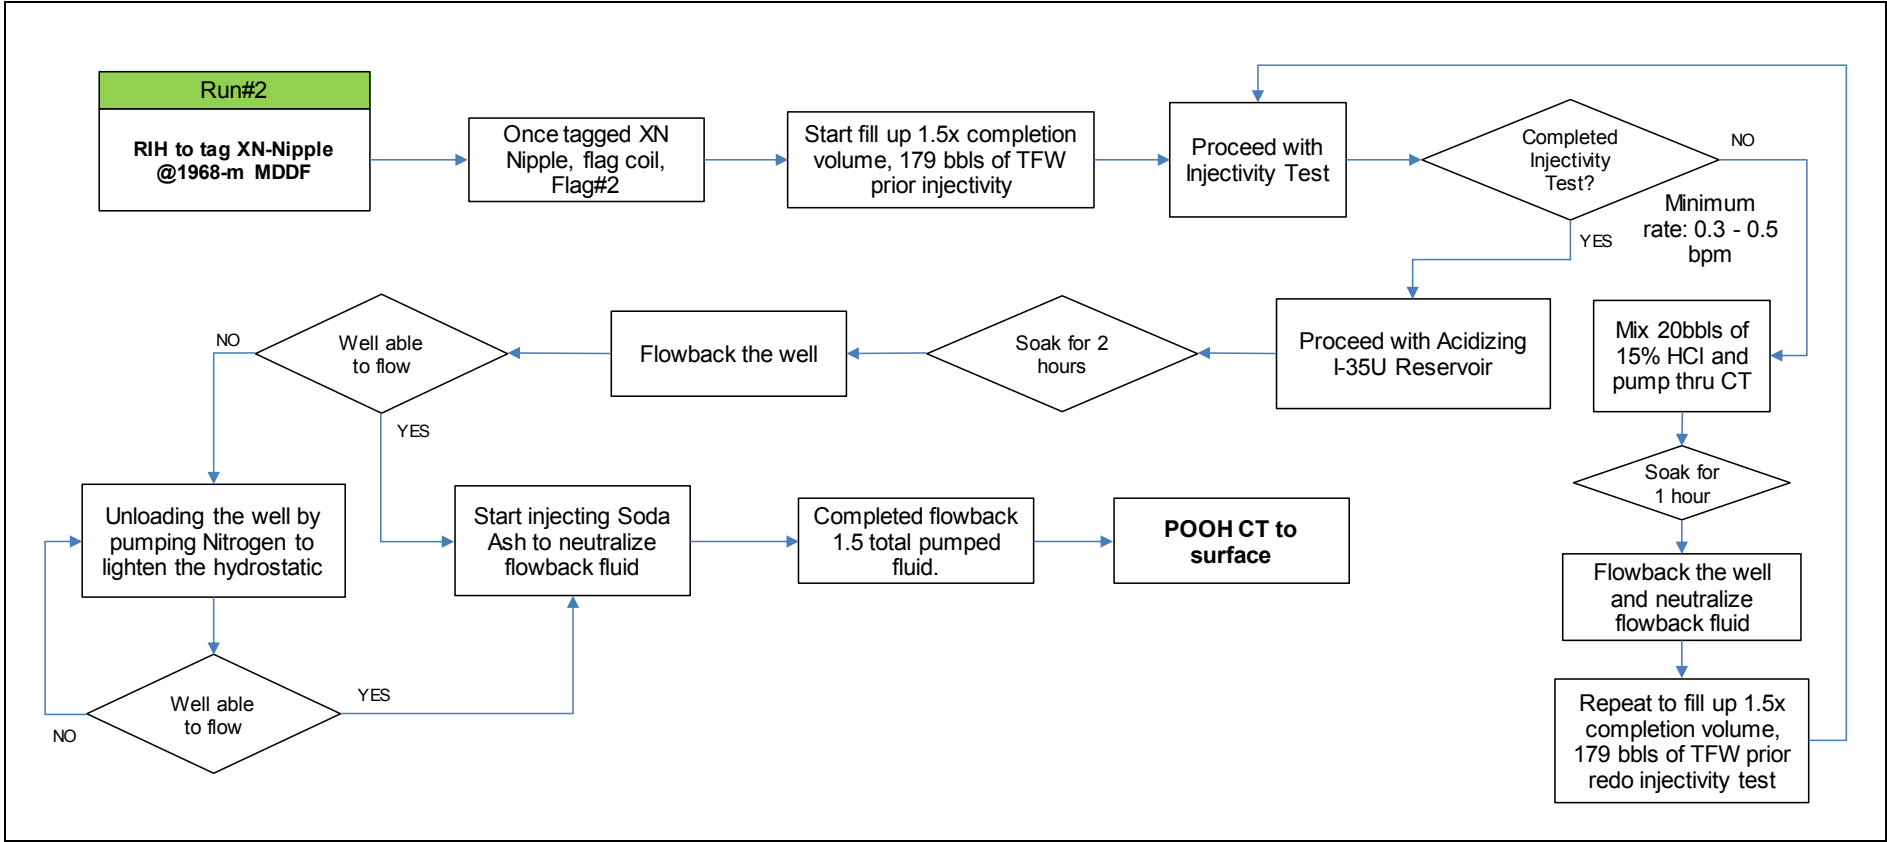 Run#2
RIH to tag XN-Nipple
@1968-m MDDF
Once tagged XN
Nipple, flag coil,
Flag#2
Start fill up 1.5x completion
volume, 179 bbls of TFW
prior injectivity
Proceed with
Injectivity Test
Completed
Injectivity
Test?
NO
Minimum
rate: 0.3 - 0.5
bpm
YES
Mix 20bbls of
15% HCl and
pump thru CT
Soak for
1 hour
Flowback the well
and neutralize
flowback fluid
Repeat to fill up 1.5x
completion volume,
179 bbls of TFW prior
redo injectivity test
Proceed with Acidizing
I-35U Reservoir
Soak for 2
hours
Flowback the well
Well able
to flow
NO
YES
Unloading the well by
pumping Nitrogen to
lighten the hydrostatic
Well able
to flow
NO
YES
Start injecting Soda
Ash to neutralize
flowback fluid
Completed flowback
1.5 total pumped
fluid.
POOH CT to
surface